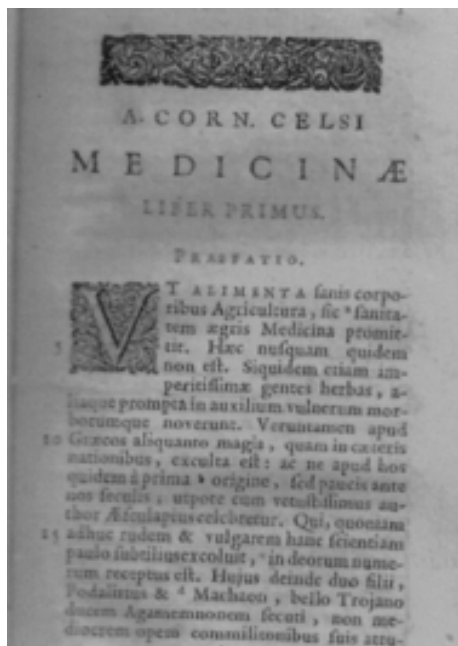 A. CORN. CELSI
MEDICINÆ
LIBER PRIMUS.
PRÆFATIO.
VT ALIMENTA sanis corpo-
ribus Agricultura, sic sanita-
tem ægris Medicina promit-
5 tit. Hæc nusquam quidem
non est. Siquidem etiam im-
peritissimæ gentes herbas, a-
liaque prompta in auxilium vulnerum mor-
borumque noverunt. Veruntamen apud
10 Græcos aliquanto magis, quam in cæteris
nationibus, exculta est: ac ne apud hos
quidem à prima origine, sed paucis ante
nos seculis, utpote cum vetustissimus au-
thor Æsculapius celebretur. Qui, quoniam
15 adhuc rudem & vulgarem hanc scientiam
paulo subtilius excoluit, in deorum nume-
rum receptus est. Hujus deinde duo filii,
Podalirius & Machaon, bello Trojano
ducem Agamemnonem secuti, non me-
diocrem opem commilitonibus suis attu-